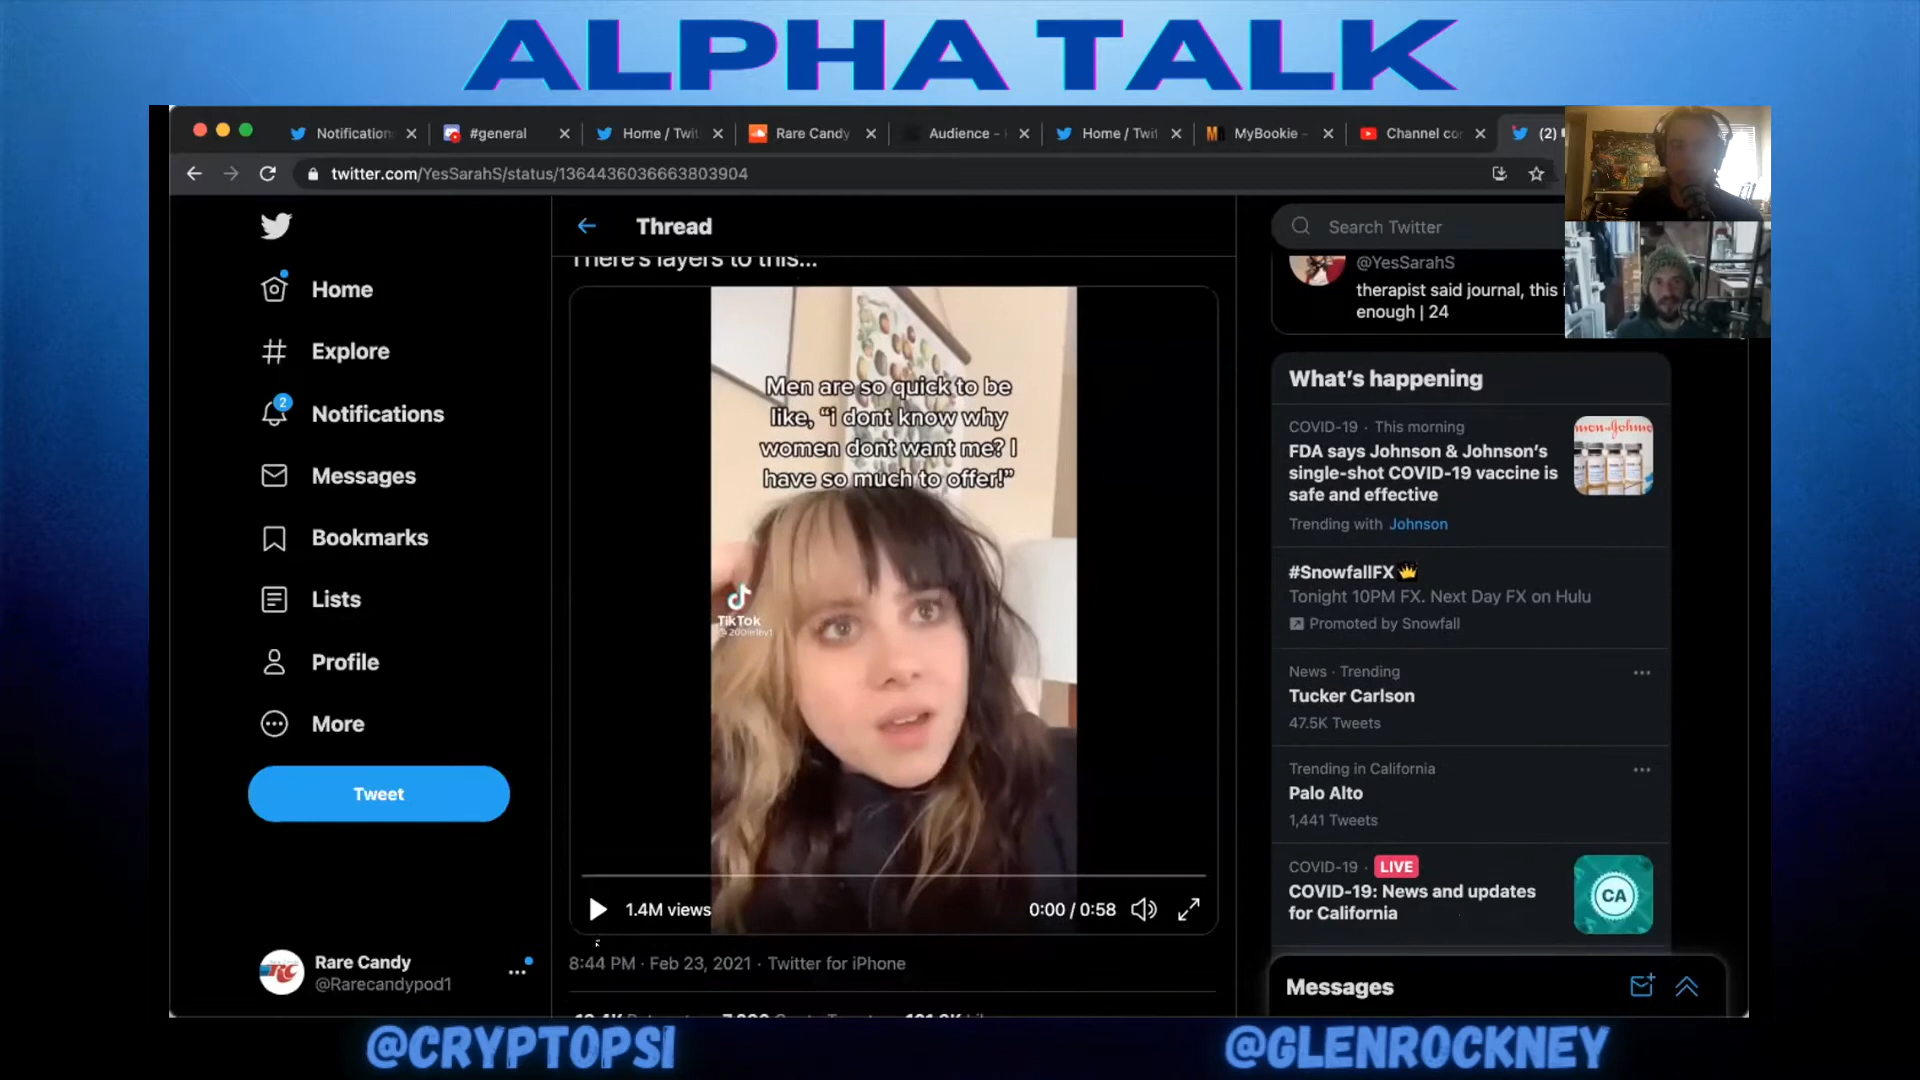 ALPHA TALK
Notification
#general
Home / Twit
Rare Candy
Audience -
Home / Twit
MyBookie -
Channel co
(2)
twitter.com/YesSarahS/status/1364436036663803904
Home
Explore
2
Notifications
Messages
Bookmarks
Lists
Profile
More
Tweet
Rare Candy
@Rarecandypod1
Thread
There's layers to this...
Men are so quick to be
like, “i dont know why
women dont want me? I
have so much to offer!”
TikTok
1.4M views
0:00 / 0:58
8:44 PM · Feb 23, 2021 · Twitter for iPhone
Search Twitter
@YesSarahS
therapist said journal, this i
enough | 24
What's happening
COVID-19 · This morning
FDA says Johnson & Johnson's
single-shot COVID-19 vaccine is
safe and effective
Trending with Johnson
#SnowfallFX
Tonight 10PM FX. Next Day FX on Hulu
Promoted by Snowfall
News · Trending
Tucker Carlson
47.5K Tweets
Trending in California
Palo Alto
1,441 Tweets
COVID-19 · LIVE
COVID-19: News and updates
for California
CA
Messages
@CRYPTOPSI
@GLENROCKNEY